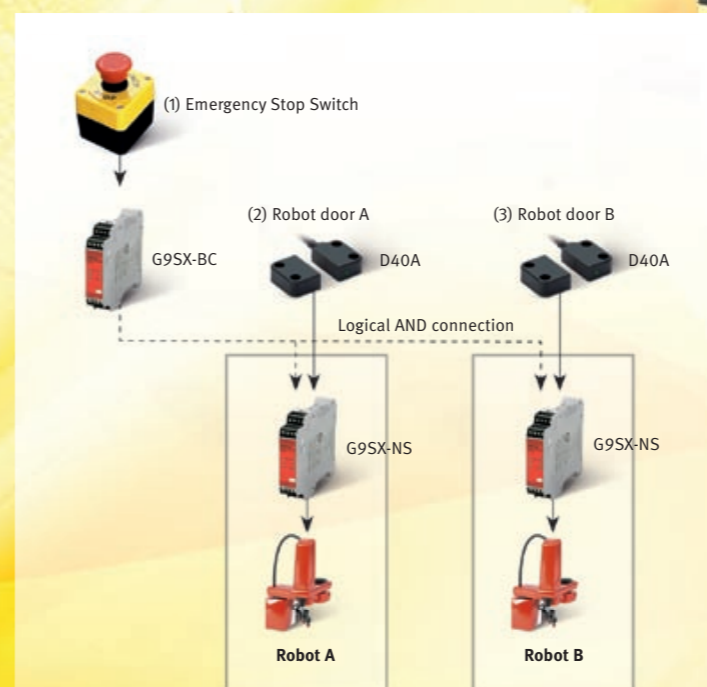 (1) Emergency Stop Switch
G9SX-BC
(2) Robot door A
D40A
(3) Robot door B
D40A
Logical AND connection
G9SX-NS
G9SX-NS
Robot A
Robot B